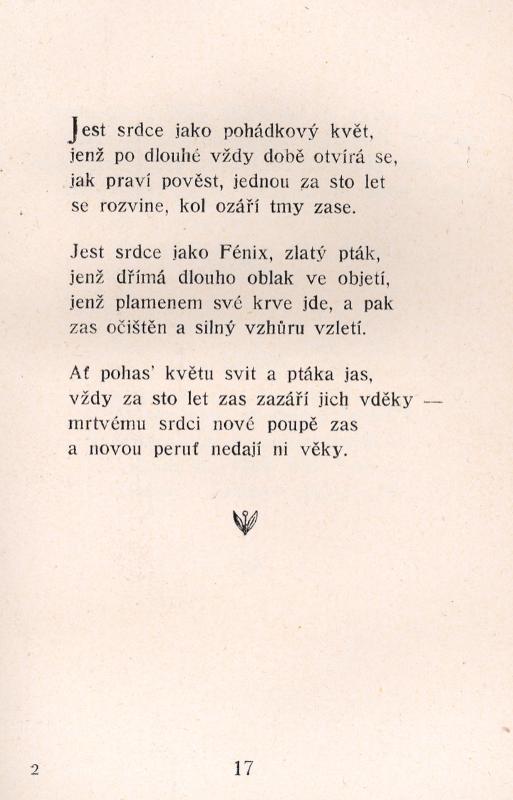 Jest srdce jako pohádkový květ,
jenž po dlouhé vždy době otvírá se,
jak praví pověst, jednou za sto let
se rozvine, kol ozáří tmy zase.
Jest srdce jako Fénix, zlatý pták,
jenž dřímá dlouho oblak ve objetí,
jenž plamenem své krve jde, a pak
zas očištěn a silný vzhůru vzletí.
Ať pohas’ květu svit a ptáka jas,
vždy za sto let zas zazáří jich vděky —
mrtvému srdci nové poupě zas
a novou peruť nedají ni věky.
2 17